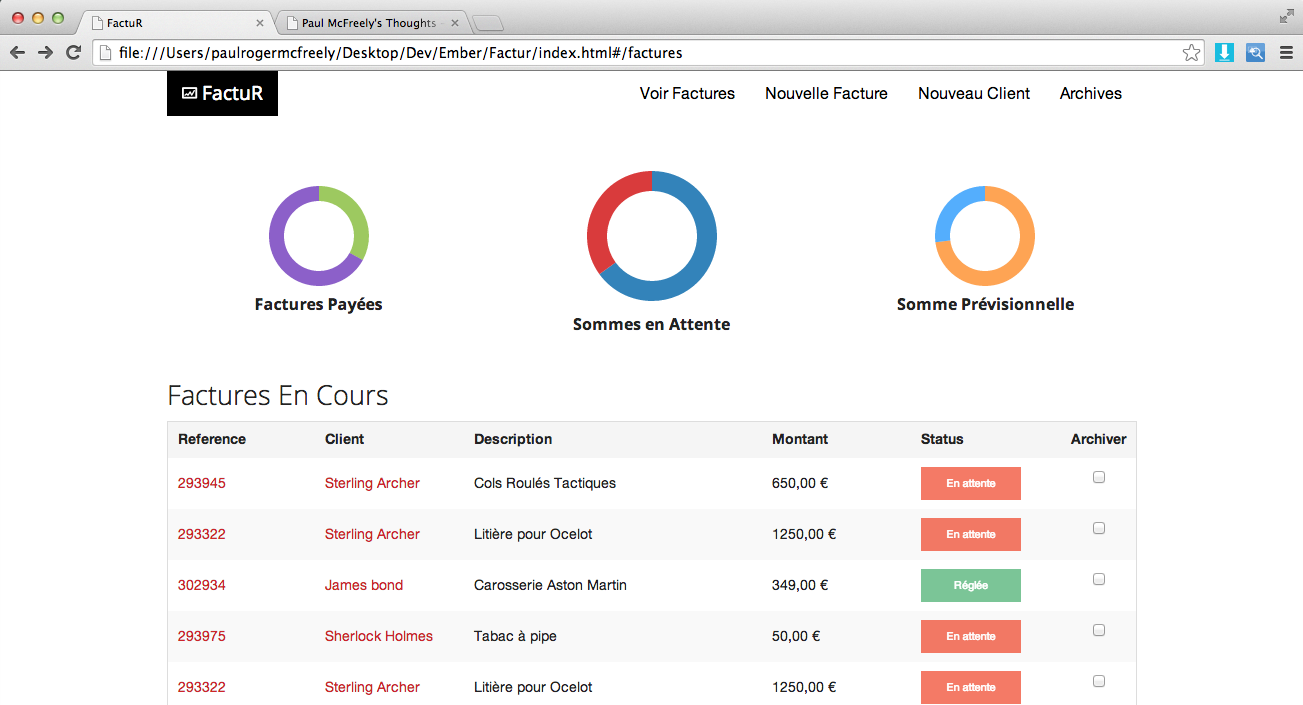 FactuR
Paul McFreely's Thoughts
file:///Users/paulrogermcfreely/Desktop/Dev/Ember/Factur/index.html#/factures
FactuR
Voir Factures Nouvelle Facture Nouveau Client Archives
Factures Payées
Sommes en Attente
Somme Prévisionnelle
Factures En Cours
Reference Client Description Montant Status Archiver
293945 Sterling Archer Cols Roulés Tactiques 650,00 € En attente
293322 Sterling Archer Litière pour Ocelot 1250,00 € En attente
302934 James bond Carosserie Aston Martin 349,00 € Réglée
293975 Sherlock Holmes Tabac à pipe 50,00 € En attente
293322 Sterling Archer Litière pour Ocelot 1250,00 € En attente